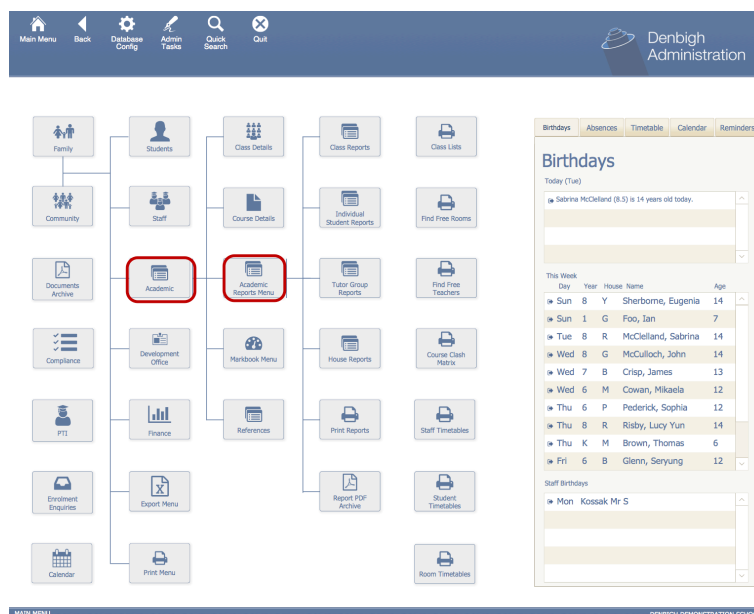 Main Menu
Back
Database
Config
Admin
Tasks
Quick
Search
Quit
Denbigh
Administration
Family
Students
Class Details
Class Reports
Class Lists
Community
Staff
Course Details
Individual
Student Reports
Find Free Rooms
Documents
Archive
Academic
Academic
Reports Menu
Tutor Group
Reports
Find Free
Teachers
Compliance
Development
Office
Markbook Menu
House Reports
Course Clash
Matrix
PTI
Finance
References
Print Reports
Staff Timetables
Enrolment
Enquiries
Export Menu
Report PDF
Archive
Student
Timetables
Calendar
Print Menu
Room Timetables
Birthdays Absences Timetable Calendar Reminders
Birthdays
Today (Tue)
Sabrina McClelland (8.5) is 14 years old today.
This Week
Day Year House Name Age
Sun 8 Y Sherborne, Eugenia 14
Sun 1 G Foo, Ian 7
Tue 8 R McClelland, Sabrina 14
Wed 8 G McCulloch, John 14
Wed 7 B Crisp, James 13
Wed 6 M Cowan, Mikaela 12
Thu 6 P Pederick, Sophia 12
Thu 8 R Risby, Lucy Yun 14
Thu K M Brown, Thomas 6
Fri 6 B Glenn, Seryung 12
Staff Birthdays
Mon Kossak Mr S
MAIN MENU